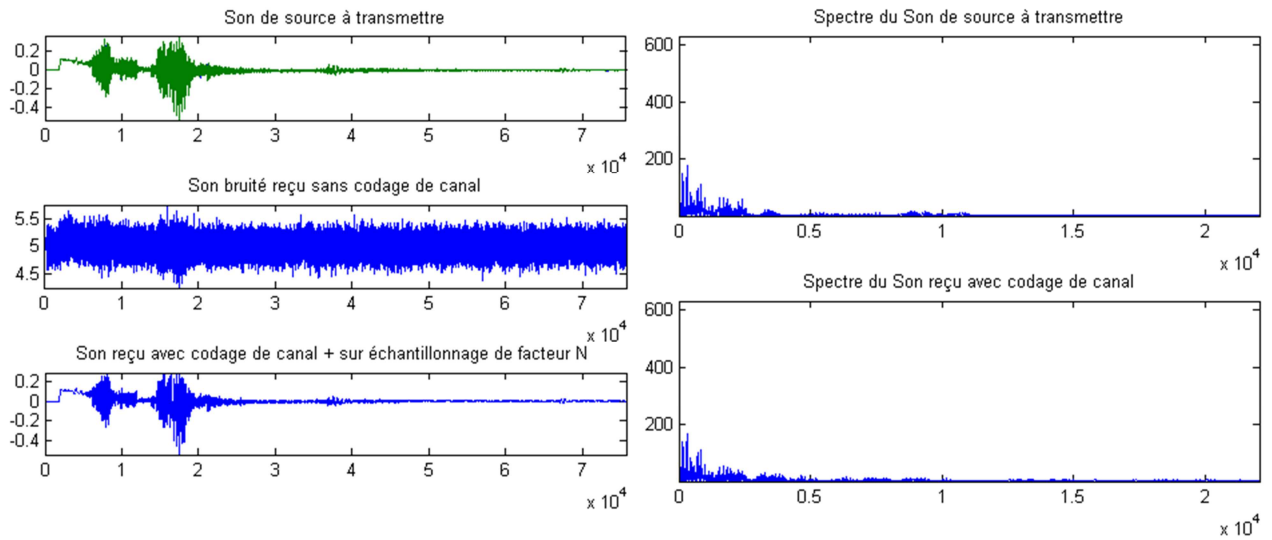 Son de source à transmettre
0.2
0
-0.2
-0.4
0 1 2 3 4 5 6 7
x 10^4
Son bruité reçu sans codage de canal
5.5
5
4.5
0 1 2 3 4 5 6 7
x 10^4
Son reçu avec codage de canal + sur échantillonnage de facteur N
0.2
0
-0.2
-0.4
0 1 2 3 4 5 6 7
x 10^4
Spectre du Son de source à transmettre
600
400
200
0 0.5 1 1.5 2
x 10^4
Spectre du Son reçu avec codage de canal
600
400
200
0 0.5 1 1.5 2
x 10^4